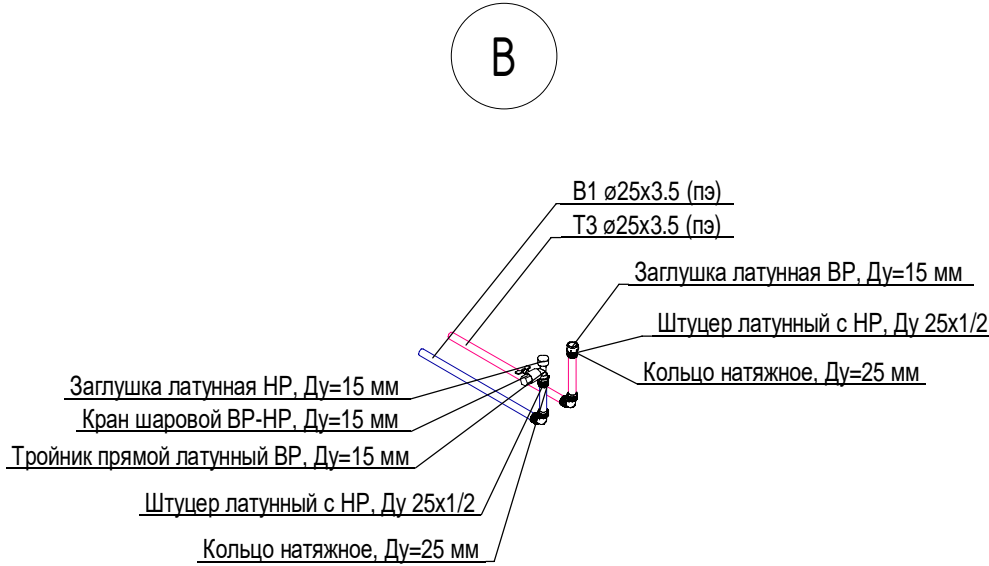 В
В1 ø25x3.5 (пэ)
Т3 ø25x3.5 (пэ)
Заглушка латунная ВР, Ду=15 мм
Штуцер латунный с НР, Ду 25х1/2
Кольцо натяжное, Ду=25 мм
Заглушка латунная НР, Ду=15 мм
Кран шаровой ВР-НР, Ду=15 мм
Тройник прямой латунный ВР, Ду=15 мм
Штуцер латунный с НР, Ду 25х1/2
Кольцо натяжное, Ду=25 мм